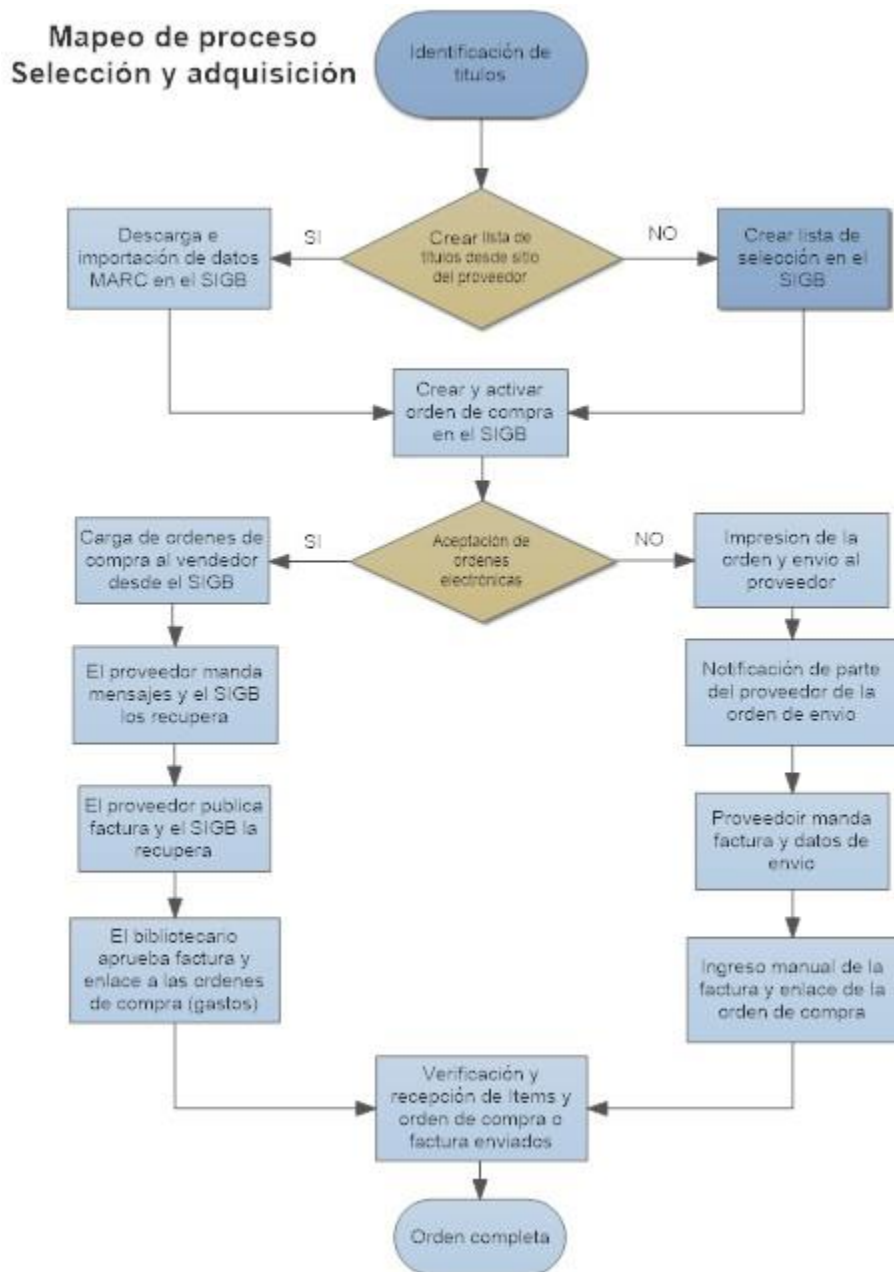 Mapeo de proceso
Selección y adquisición
Identificación de
titulos
Crear lista de
titulos desde sitio
del proveedor
SI
NO
Descarga e
importación de datos
MARC en el SIGB
Crear lista de
selección en el
SIGB
Crear y activar
orden de compra
en el SIGB
Aceptación de
ordenes
electrónicas
SI
NO
Carga de ordenes de
compra al vendedor
desde el SIGB
El proveedor manda
mensajes y el SIGB
los recupera
El proveedor publica
factura y el SIGB la
recupera
El bibliotecario
aprueba factura y
enlace a las ordenes
de compra (gastos)
Impresion de la
orden y envio al
proveedor
Notificación de parte
del proveedor de la
orden de envio
Proveedoir manda
factura y datos de
envio
Ingreso manual de la
factura y enlace de la
orden de compra
Verificación y
recepción de Items y
orden de compra o
factura enviados
Orden completa